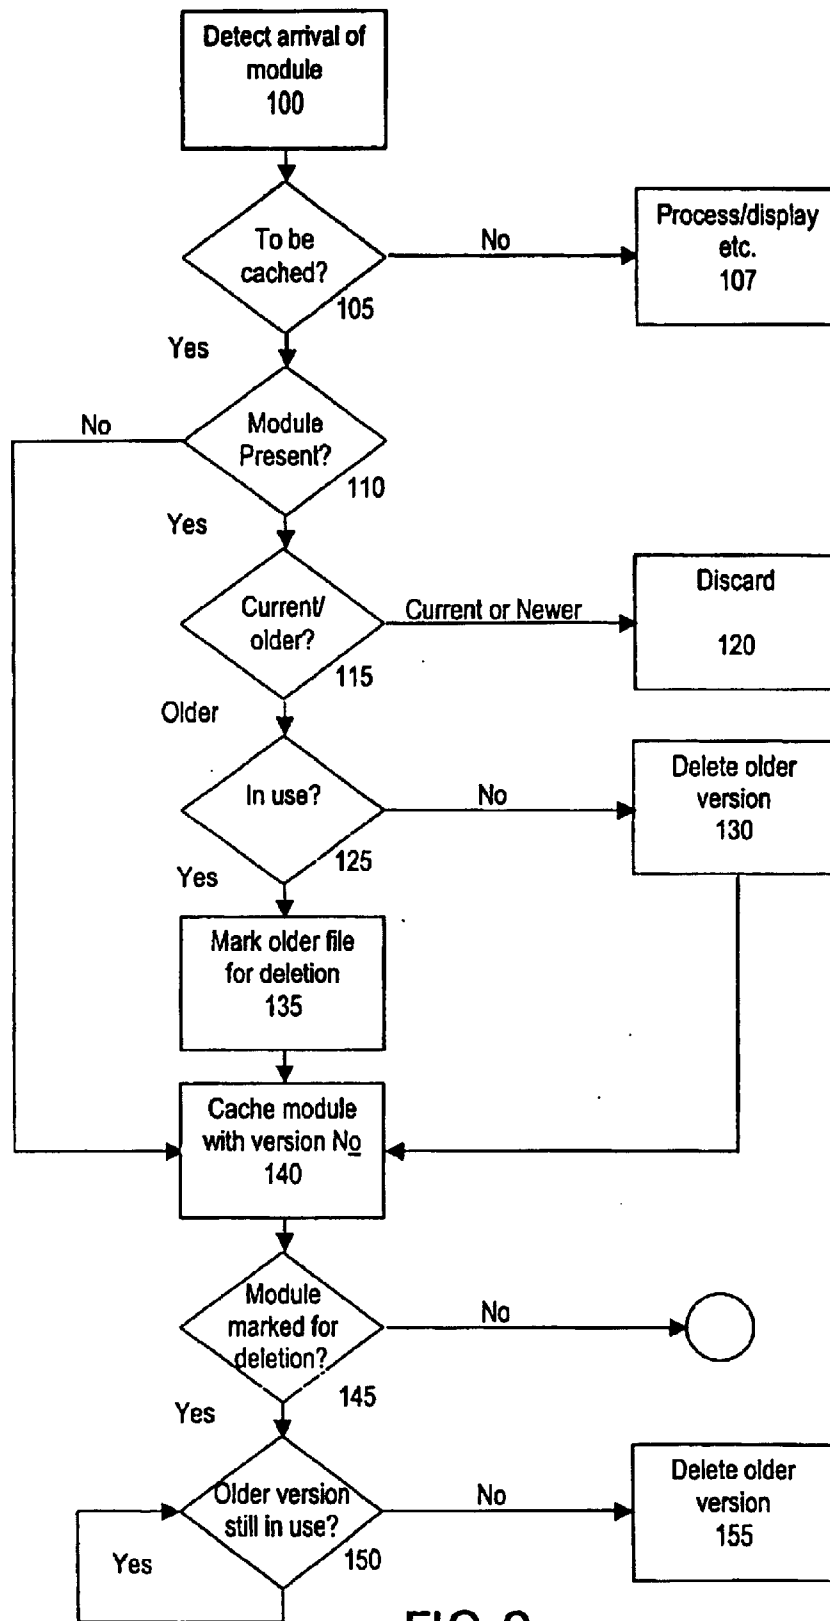 Detect arrival of
module
100
To be
cached?
105
No
Process/display
etc.
107
Yes
Module
Present?
110
No
Yes
Current/
older?
115
Current or Newer
Discard
120
Older
In use?
125
No
Delete older
version
130
Yes
Mark older file
for deletion
135
Cache module
with version No
140
Module
marked for
deletion?
145
No
Yes
Older version
still in use?
150
No
Delete older
version
155
Yes